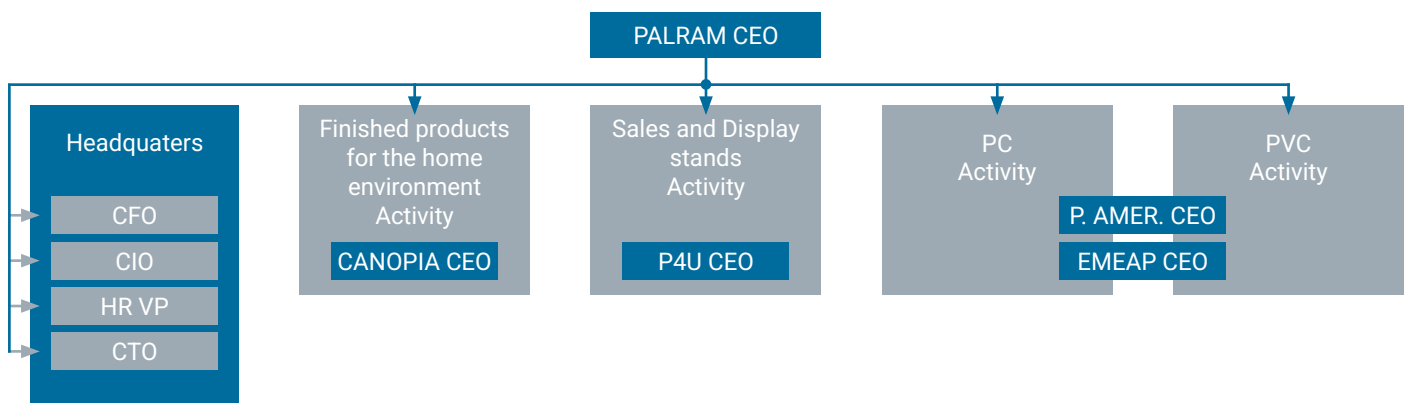 PALRAM CEO
Headquaters
CFO
CIO
HR VP
CTO
Finished products
for the home
environment
Activity
CANOPIA CEO
Sales and Display
stands
Activity
P4U CEO
PC
Activity
PVC
Activity
P. AMER. CEO
EMEAP CEO